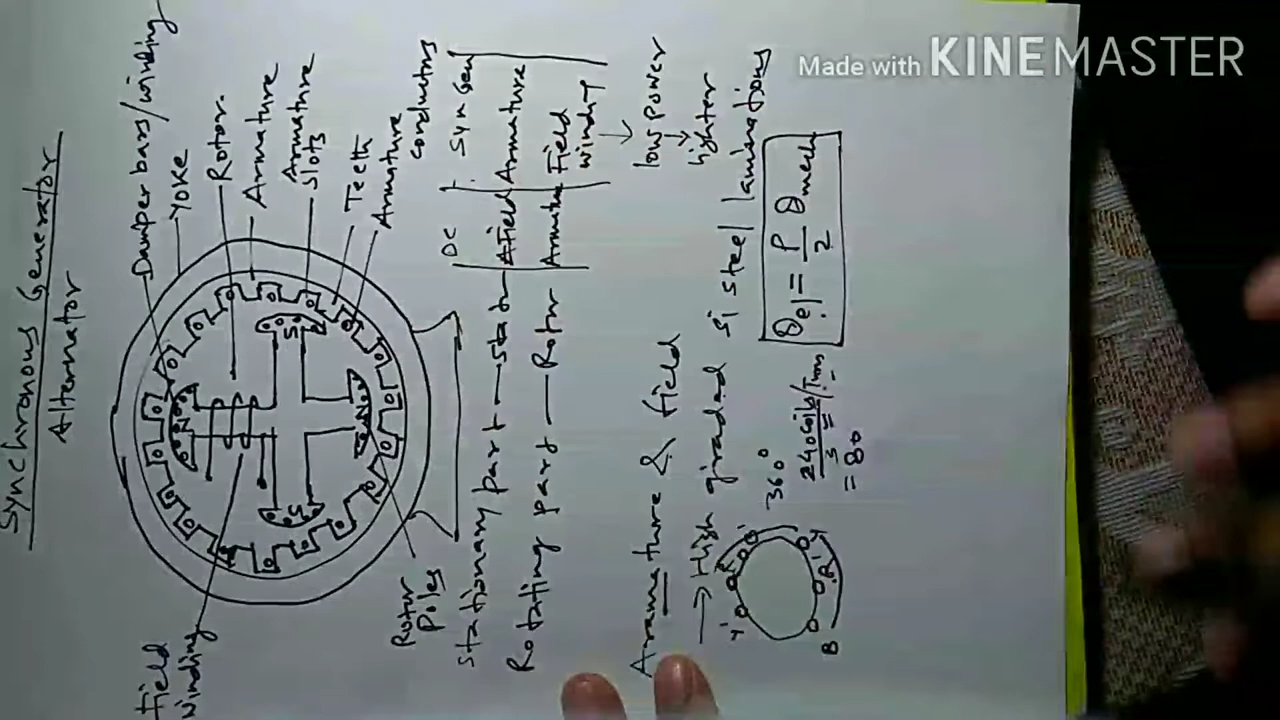 Made with KINEMASTER
Synchronous Generator
Alternator
Damper bars/winding
Yoke
Rotor
Armature
Armature
Slots
Teeth
Armature
conductors
Field
winding
Rotor
Poles
DC Syn Gen
Stationary part — Stator Field Armature
Rotating part — Rotor Armature Field
winding
low power
lighter
Armature & field
→ High graded Si steel laminations
360°
θel = P/2 θmech
240 coils/Turns
3
= 80
Y'
R
B'
Y
R'
B
N
S
N
S